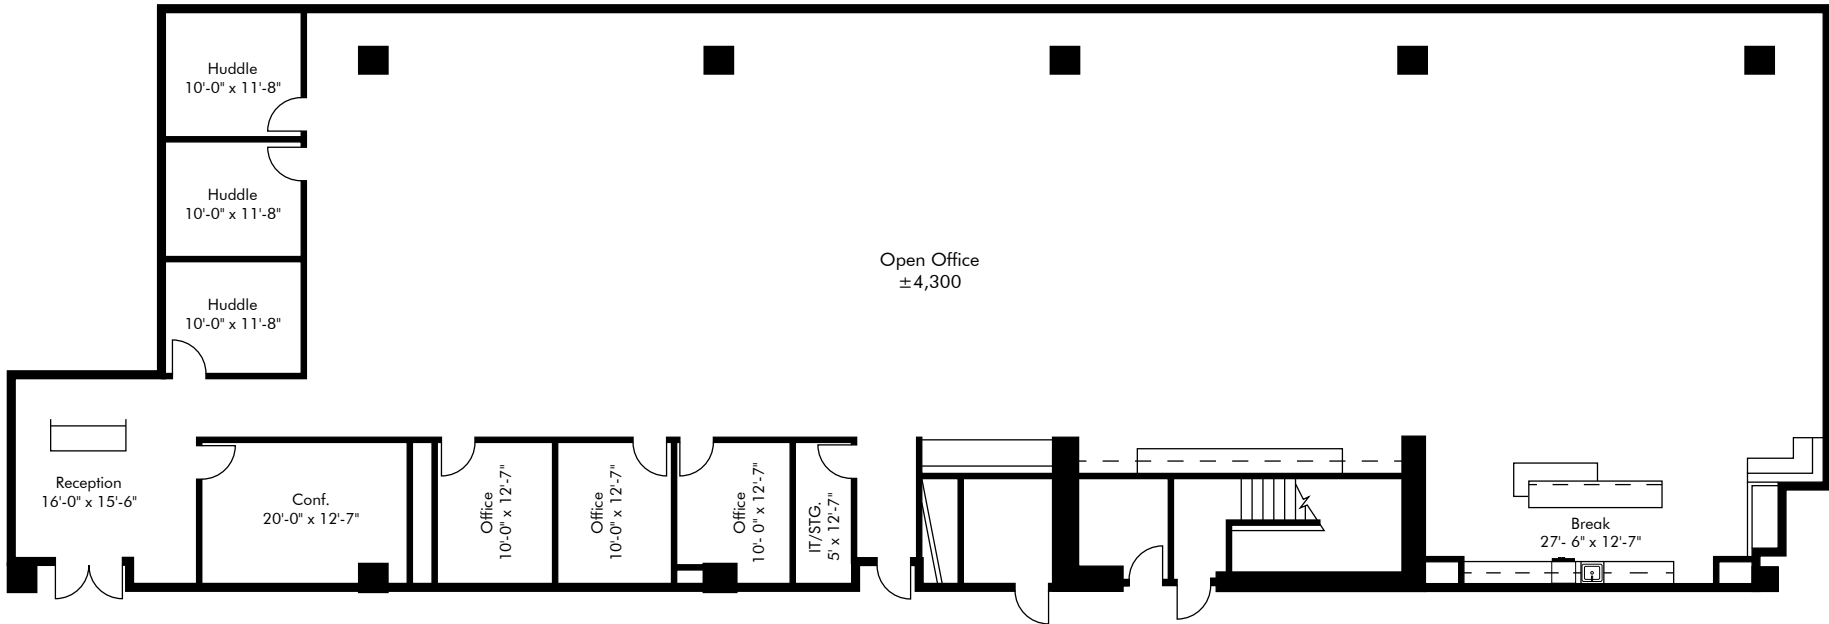 Huddle
10'-0" x 11'-8"
Huddle
10'-0" x 11'-8"
Open Office
±4,300
Huddle
10'-0" x 11'-8"
Reception
16'-0" x 15'-6"
Conf.
20'-0" x 12'-7"
Office
10'-0" x 12'-7"
Office
10'-0" x 12'-7"
Office
10'- 0" x 12'-7"
IT/STG.
5' x 12'-7"
Break
27'- 6" x 12'-7"